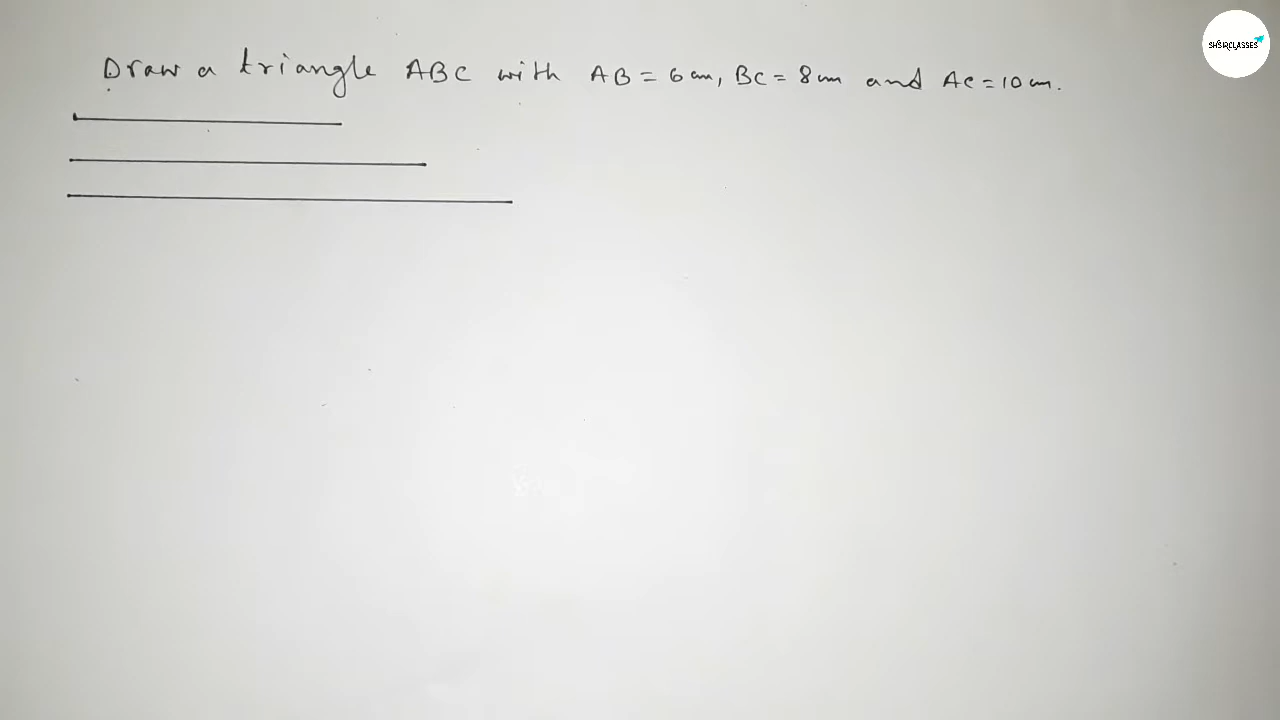 Draw a triangle ABC with AB = 6 cm, BC = 8 cm and AC = 10 cm.
SHSIRCLASSES